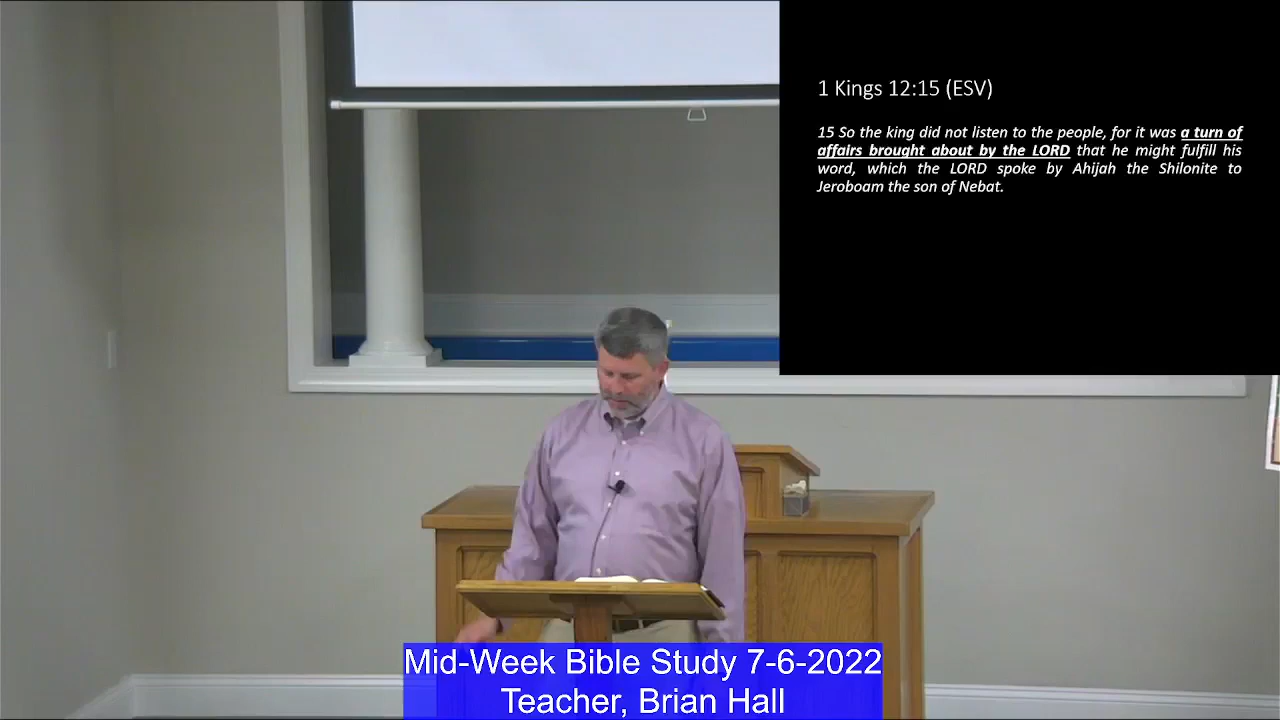 1 Kings 12:15 (ESV)
15 So the king did not listen to the people, for it was a turn of
affairs brought about by the LORD that he might fulfill his
word, which the LORD spoke by Ahijah the Shilonite to
Jeroboam the son of Nebat.
Mid-Week Bible Study 7-6-2022
Teacher, Brian Hall